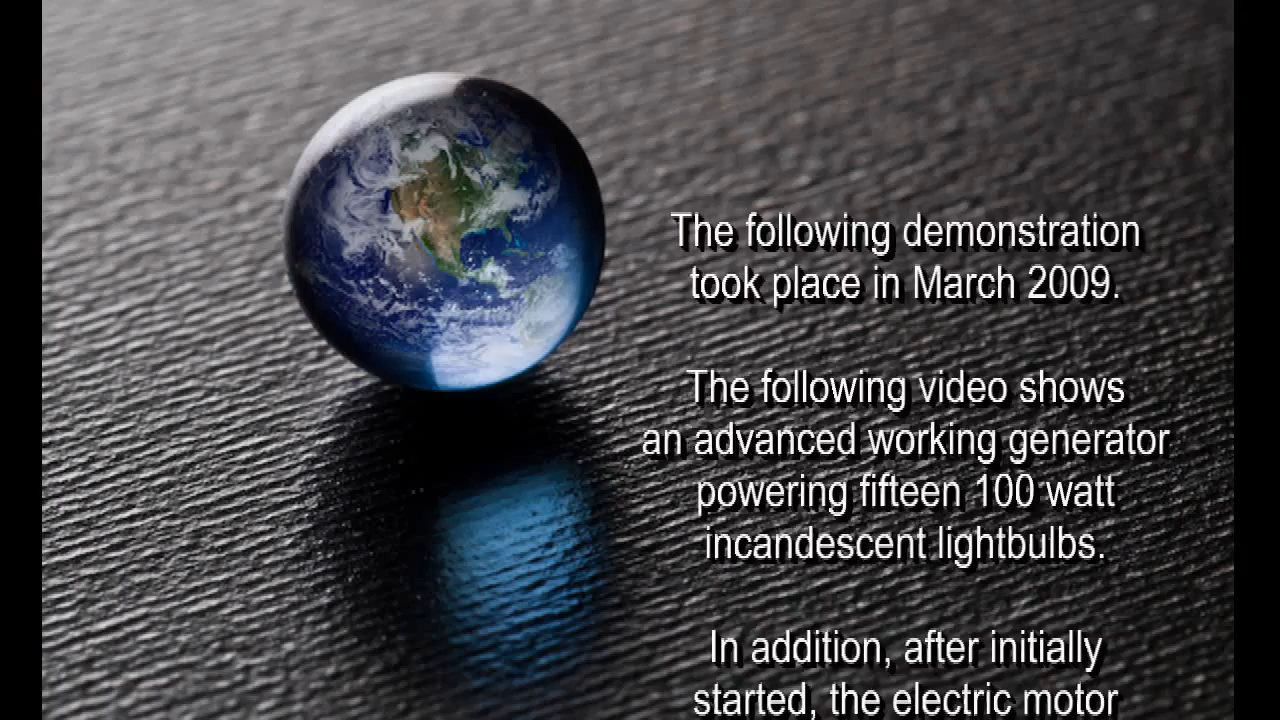 The following demonstration
took place in March 2009.
The following video shows
an advanced working generator
powering fifteen 100 watt
incandescent lightbulbs.
In addition, after initially
started, the electric motor